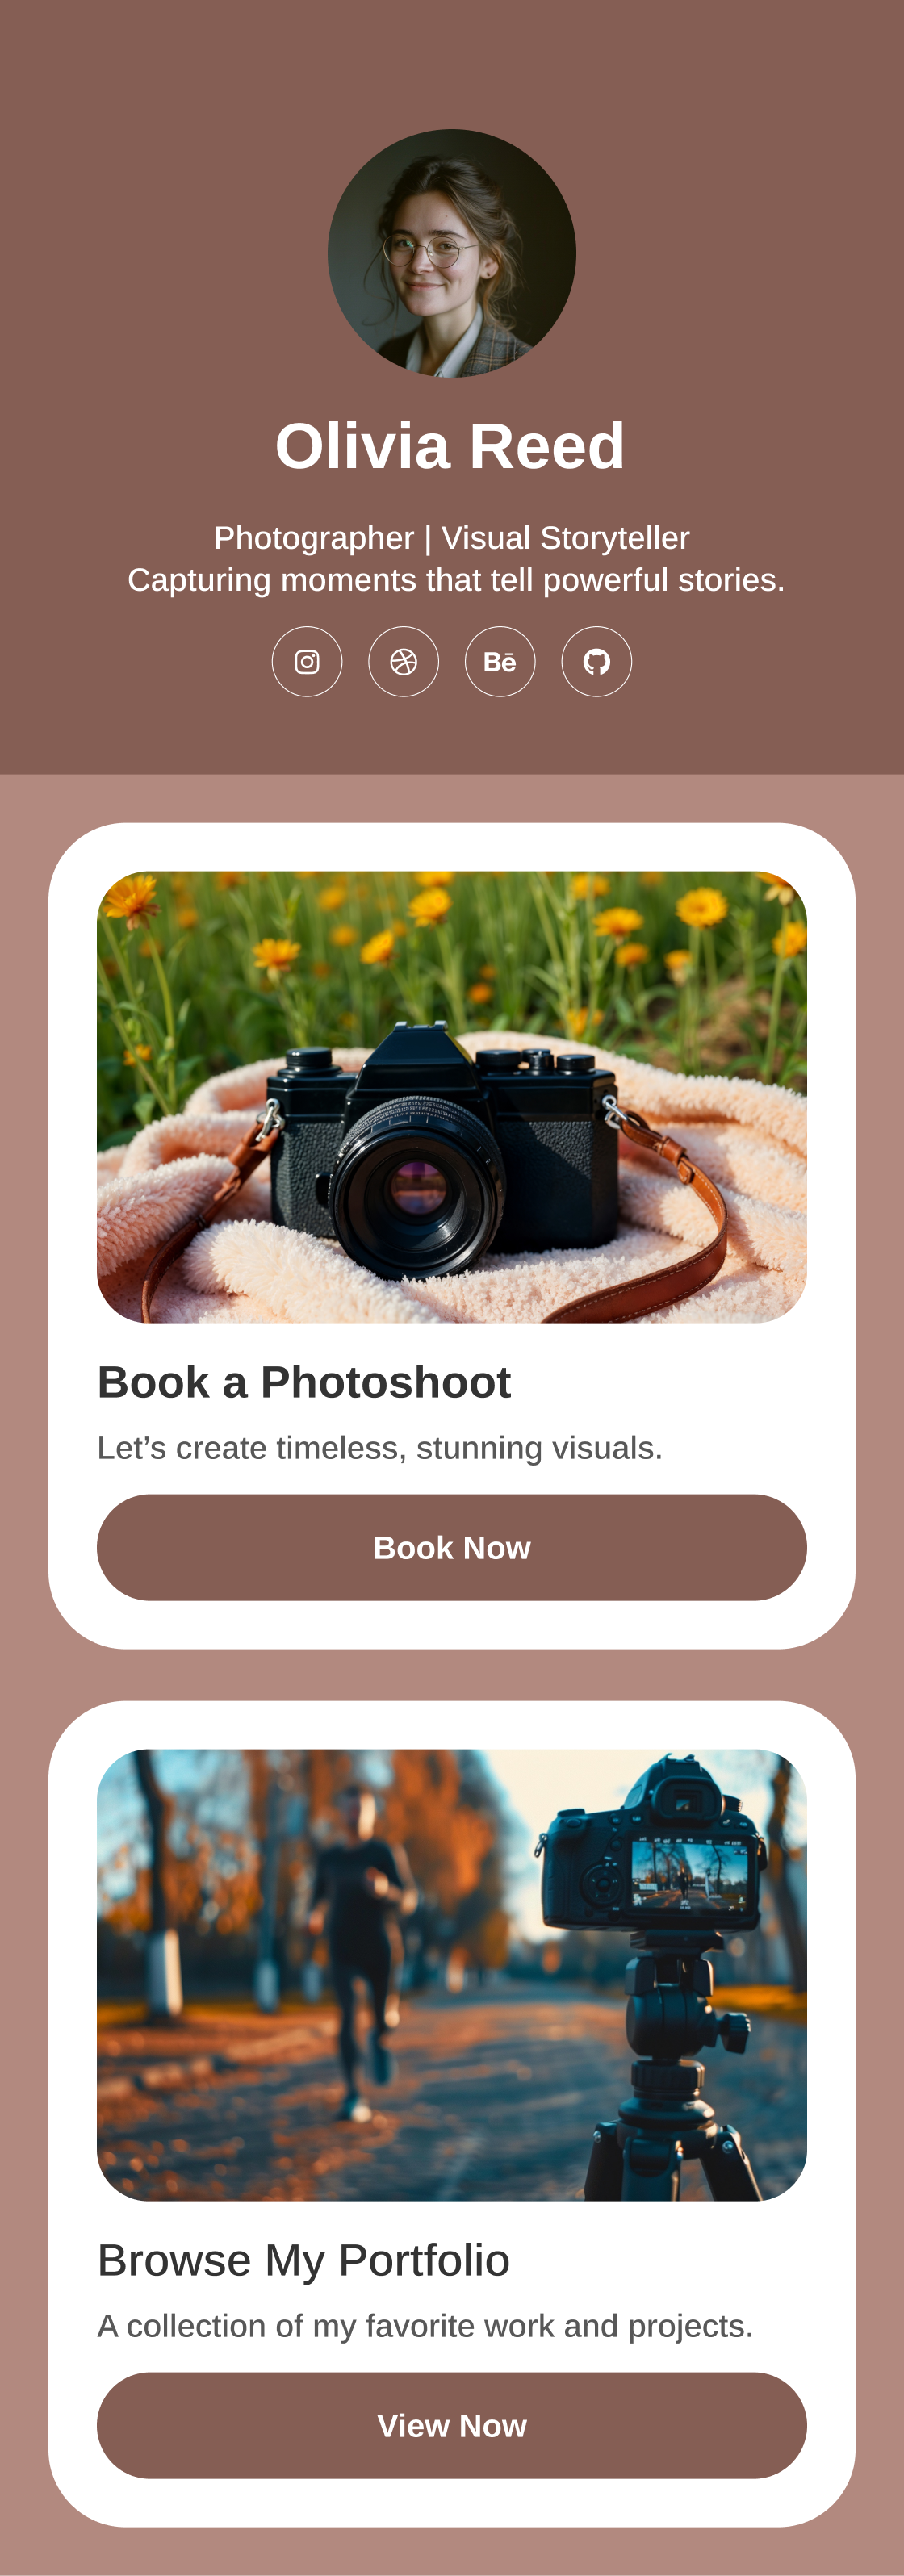 Olivia Reed
Photographer | Visual Storyteller
Capturing moments that tell powerful stories.
Bē
Book a Photoshoot
Let’s create timeless, stunning visuals.
Book Now
Browse My Portfolio
A collection of my favorite work and projects.
View Now